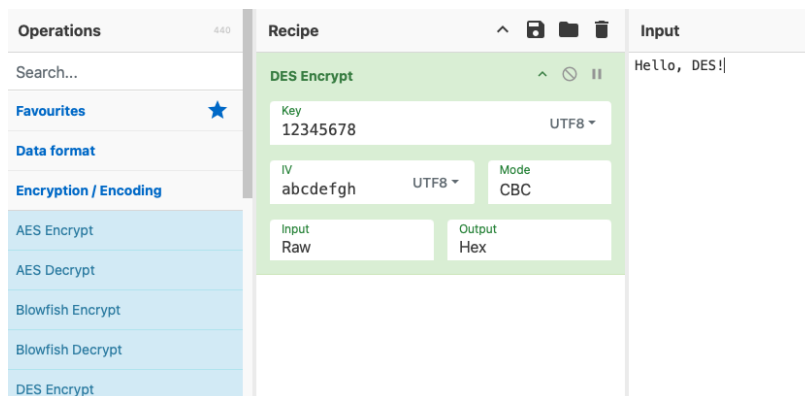 Operations 440
Search...
Favourites
Data format
Encryption / Encoding
AES Encrypt
AES Decrypt
Blowfish Encrypt
Blowfish Decrypt
DES Encrypt
Recipe
DES Encrypt
Key
12345678 UTF8
IV
abcdefgh UTF8
Mode
CBC
Input
Raw
Output
Hex
Input
Hello, DES!